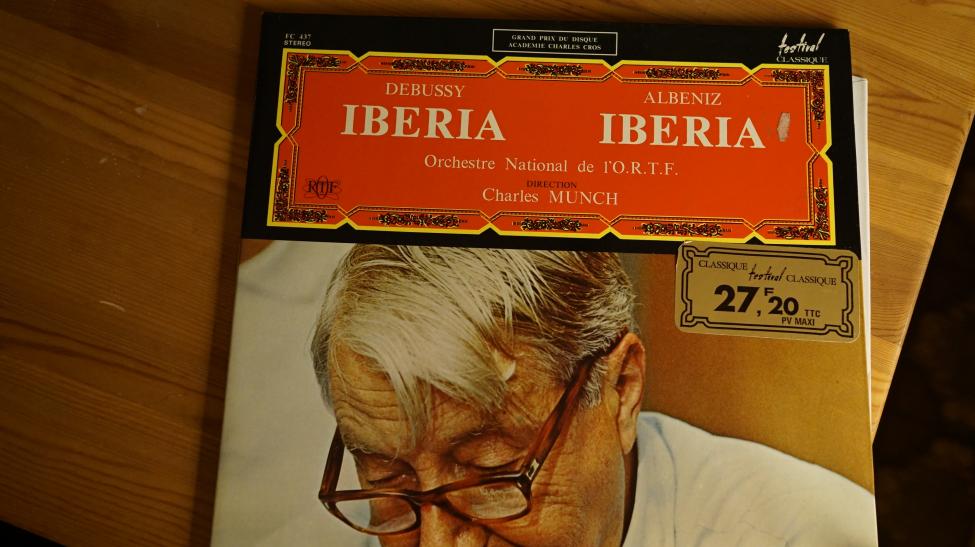 FC 437
STEREO
GRAND PRIX DU DISQUE
ACADEMIE CHARLES CROS
festival
CLASSIQUE
DEBUSSY
IBERIA
ALBENIZ
IBERIA
Orchestre National de l'O.R.T.F.
DIRECTION
Charles MUNCH
RTF
CLASSIQUE festival CLASSIQUE
27,F20 TTC
PV MAXI